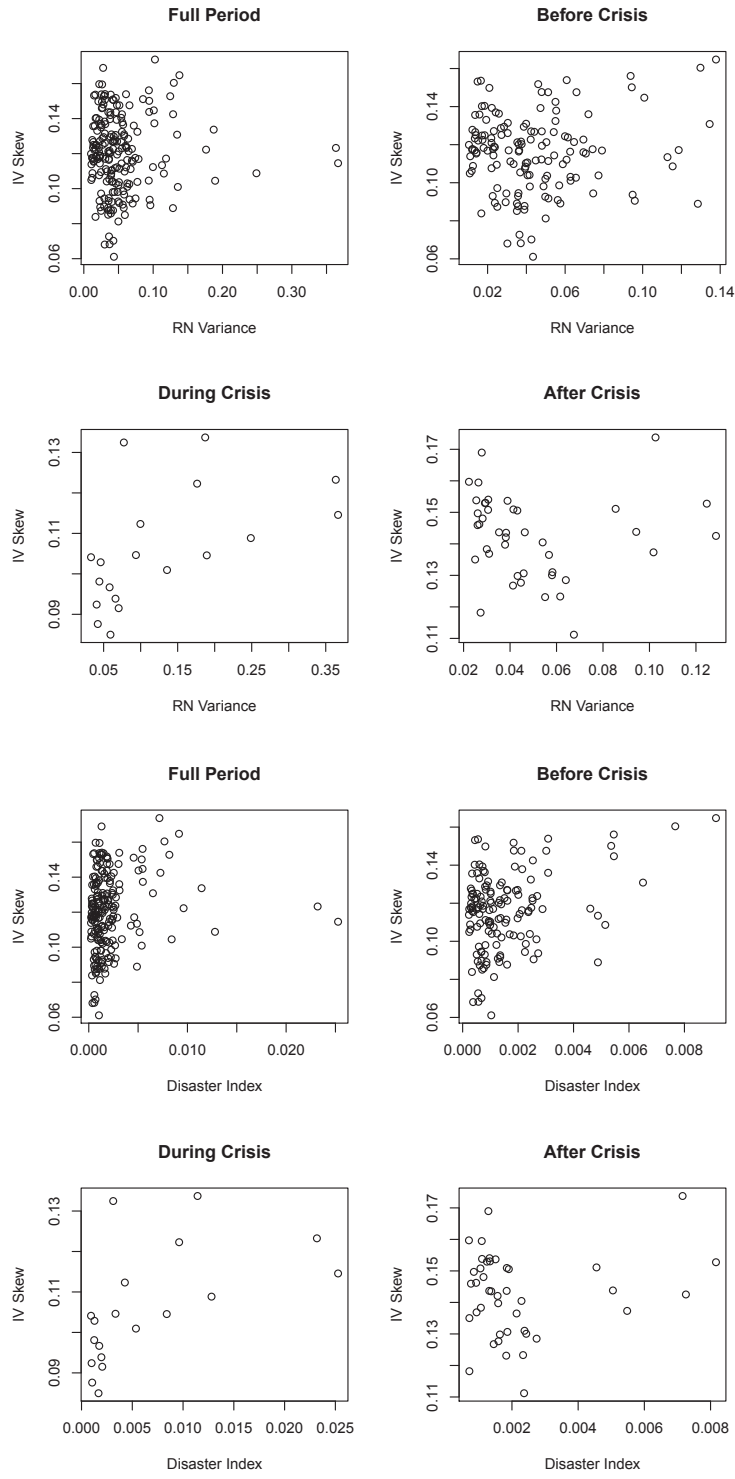 Full Period
Before Crisis
IV Skew
0.06 0.10 0.14
0.00 0.10 0.20 0.30
RN Variance
IV Skew
0.06 0.10 0.14
0.02 0.06 0.10 0.14
RN Variance
During Crisis
After Crisis
IV Skew
0.09 0.11 0.13
0.05 0.15 0.25 0.35
RN Variance
IV Skew
0.11 0.13 0.15 0.17
0.02 0.04 0.06 0.08 0.10 0.12
RN Variance
Full Period
Before Crisis
IV Skew
0.06 0.10 0.14
0.000 0.010 0.020
Disaster Index
IV Skew
0.06 0.10 0.14
0.000 0.002 0.004 0.006 0.008
Disaster Index
During Crisis
After Crisis
IV Skew
0.09 0.11 0.13
0.000 0.005 0.010 0.015 0.020 0.025
Disaster Index
IV Skew
0.11 0.13 0.15 0.17
0.002 0.004 0.006 0.008
Disaster Index